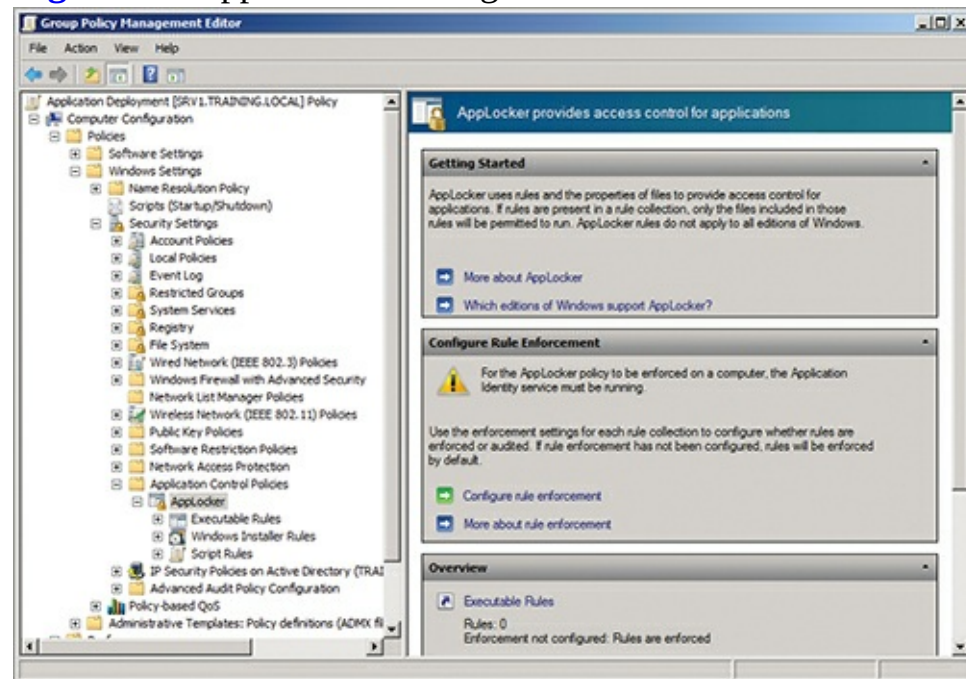 Group Policy Management Editor
File Action View Help
Application Deployment [SRV1.TRAINING.LOCAL] Policy
Computer Configuration
Policies
Software Settings
Windows Settings
Name Resolution Policy
Scripts (Startup/Shutdown)
Security Settings
Account Policies
Local Policies
Event Log
Restricted Groups
System Services
Registry
File System
Wired Network (IEEE 802.3) Policies
Windows Firewall with Advanced Security
Network List Manager Policies
Wireless Network (IEEE 802.11) Policies
Public Key Policies
Software Restriction Policies
Network Access Protection
Application Control Policies
AppLocker
Executable Rules
Windows Installer Rules
Script Rules
IP Security Policies on Active Directory (TRAI
Advanced Audit Policy Configuration
Policy-based QoS
Administrative Templates: Policy definitions (ADMX fi
AppLocker provides access control for applications
Getting Started
AppLocker uses rules and the properties of files to provide access control for
applications. If rules are present in a rule collection, only the files included in those
rules will be permitted to run. AppLocker rules do not apply to all editions of Windows.
More about AppLocker
Which editions of Windows support AppLocker?
Configure Rule Enforcement
For the AppLocker policy to be enforced on a computer, the Application
Identity service must be running.
Use the enforcement settings for each rule collection to configure whether rules are
enforced or audited. If rule enforcement has not been configured, rules will be enforced
by default.
Configure rule enforcement
More about rule enforcement
Overview
Executable Rules
Rules: 0
Enforcement not configured: Rules are enforced